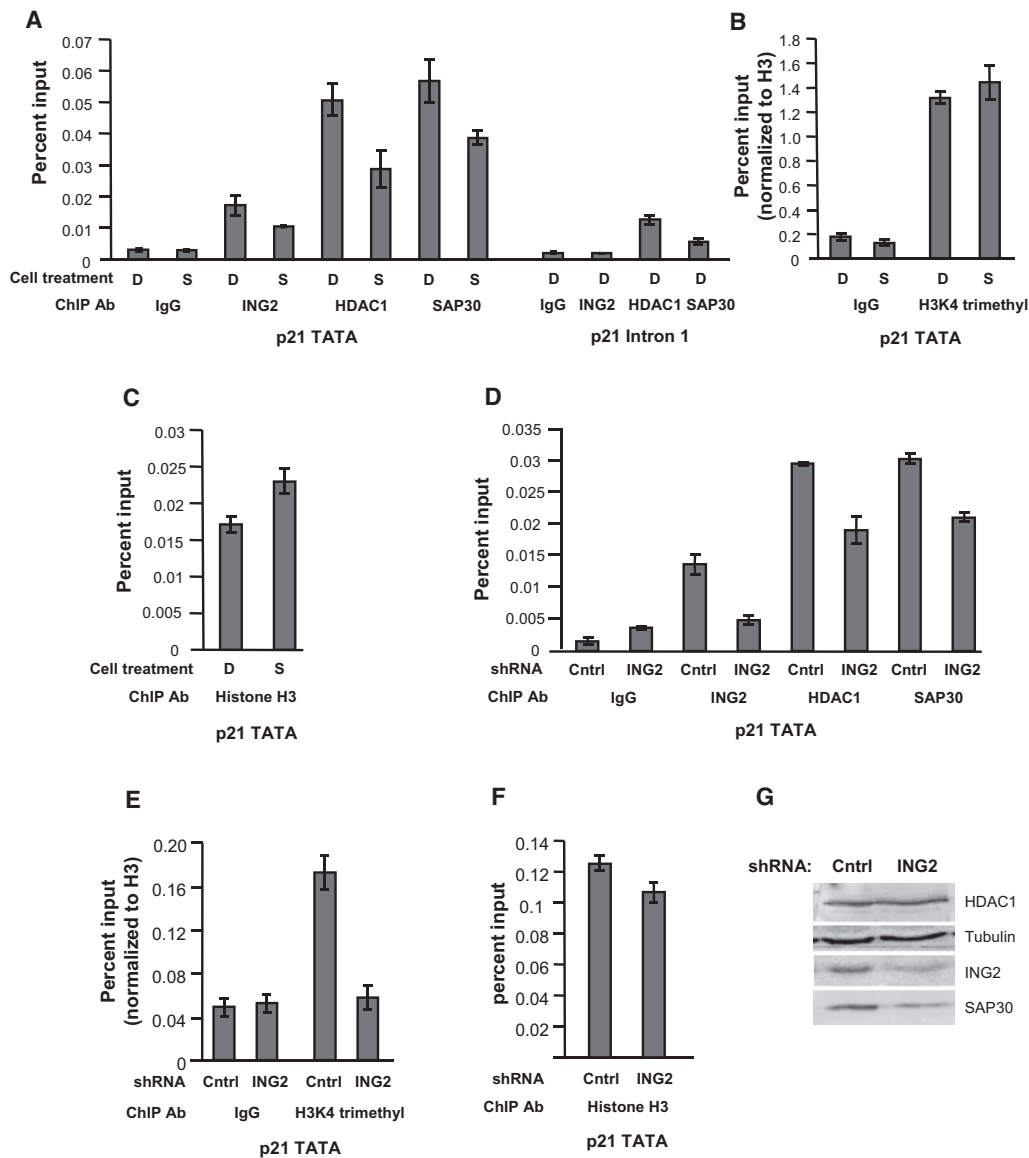 A
Percent input
0.07
0.06
0.05
0.04
0.03
0.02
0.01
0
Cell treatment D S D S D S D S D D D D
ChIP Ab IgG ING2 HDAC1 SAP30 IgG ING2 HDAC1 SAP30
p21 TATA p21 Intron 1
B
Percent input
(normalized to H3)
1.8
1.6
1.4
1.2
1.0
0.8
0.6
0.4
0.2
0
D S D S
IgG H3K4 trimethyl
p21 TATA
C
Percent input
0.03
0.025
0.02
0.015
0.01
0.005
0
Cell treatment D S
ChIP Ab Histone H3
p21 TATA
D
Percent input
0.035
0.03
0.025
0.02
0.015
0.01
0.005
0
shRNA Cntrl ING2 Cntrl ING2 Cntrl ING2 Cntrl ING2
ChIP Ab IgG ING2 HDAC1 SAP30
p21 TATA
E
Percent input
(normalized to H3)
0.20
0.16
0.12
0.08
0.04
0
shRNA Cntrl ING2 Cntrl ING2
ChIP Ab IgG H3K4 trimethyl
p21 TATA
F
percent input
0.14
0.12
0.1
0.08
0.06
0.04
0.02
shRNA Cntrl ING2
ChIP Ab Histone H3
p21 TATA
G
shRNA: Cntrl ING2
HDAC1
Tubulin
ING2
SAP30